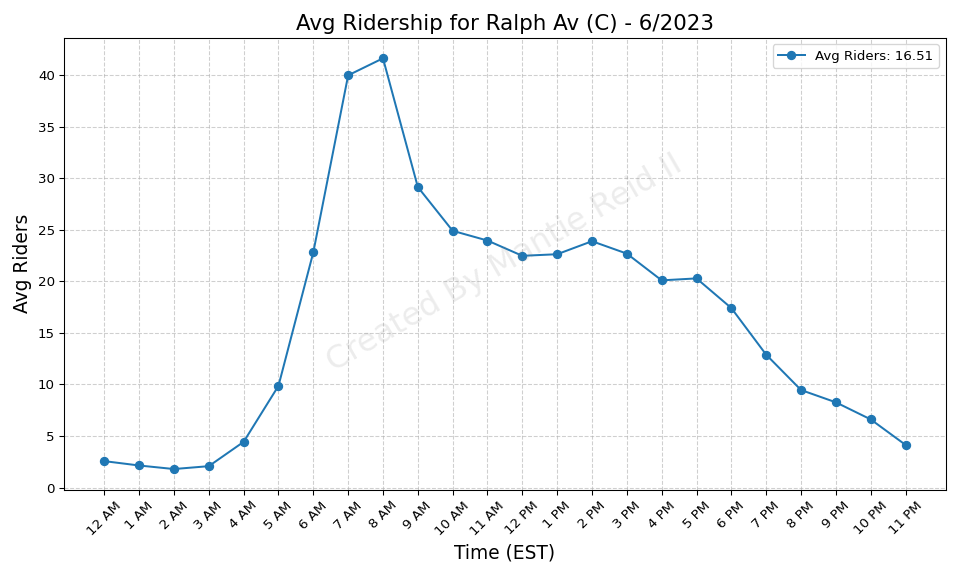 Avg Ridership for Ralph Av (C) - 6/2023
Avg Riders: 16.51
Avg Riders
40
35
30
25
20
15
10
5
0
Created By Mantie Reid II
12 AM
1 AM
2 AM
3 AM
4 AM
5 AM
6 AM
7 AM
8 AM
9 AM
10 AM
11 AM
12 PM
1 PM
2 PM
3 PM
4 PM
5 PM
6 PM
7 PM
8 PM
9 PM
10 PM
11 PM
Time (EST)